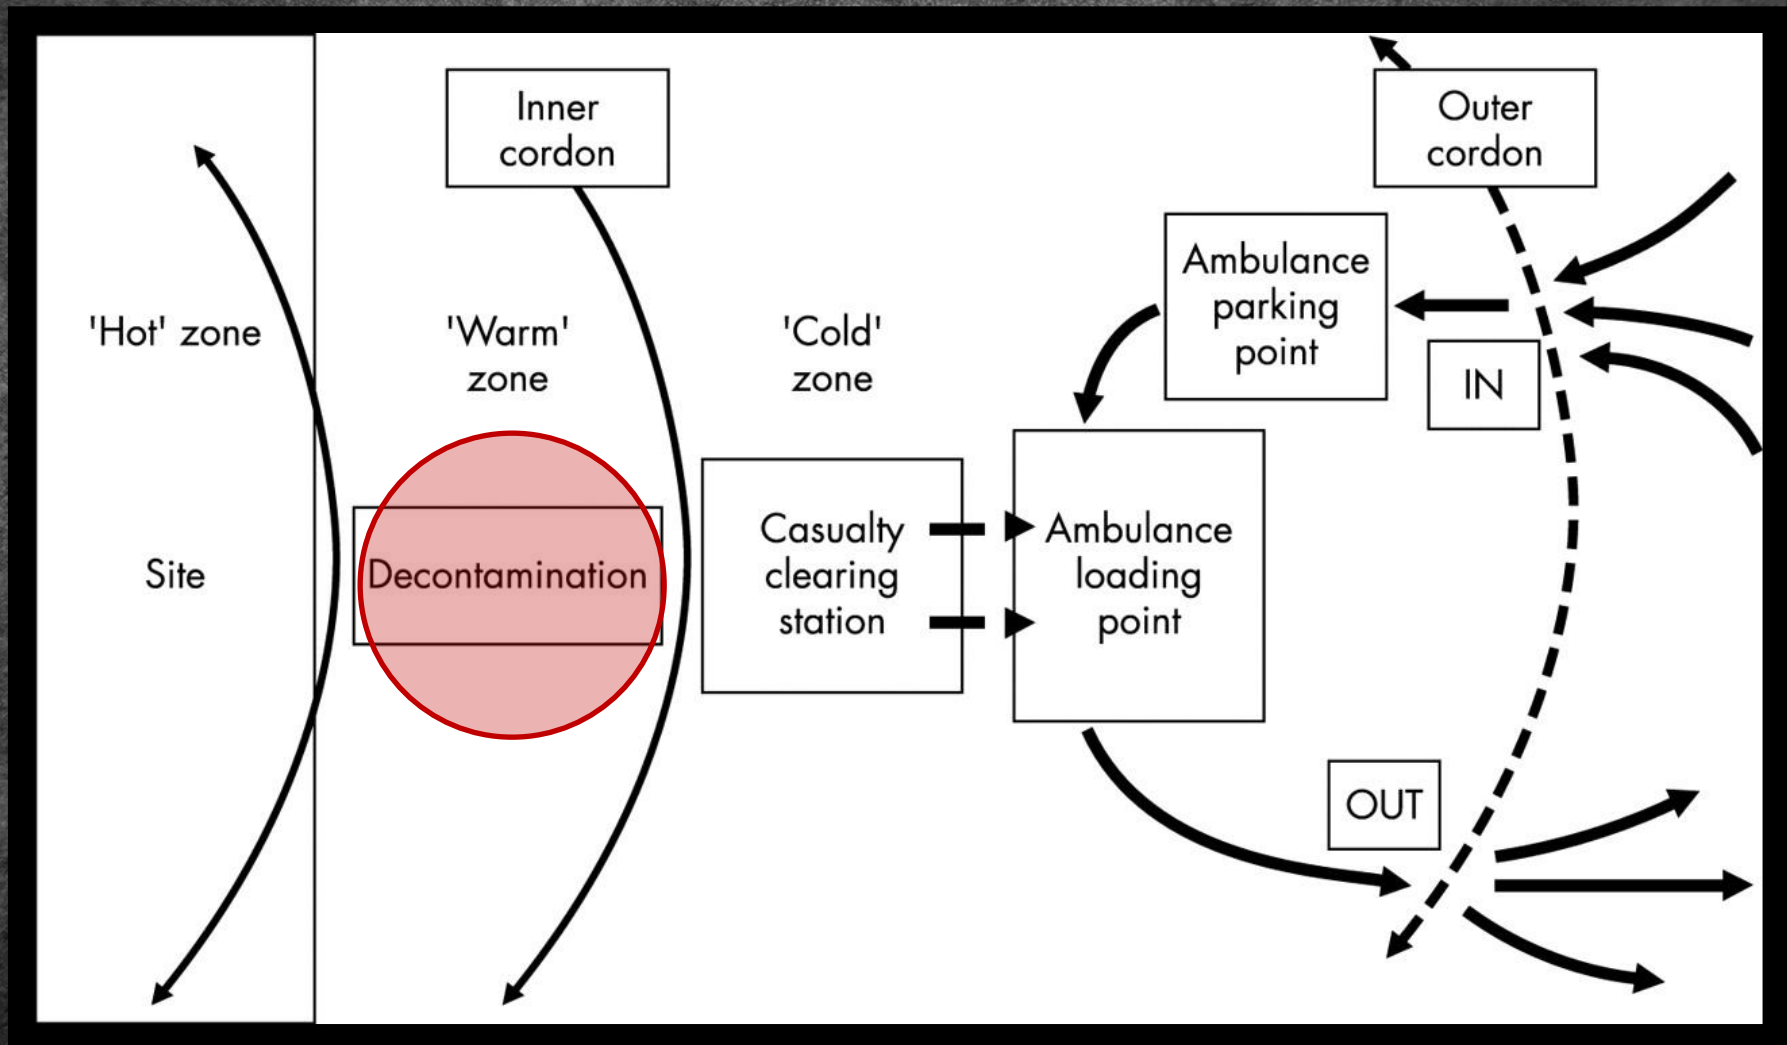 Inner
cordon
Outer
cordon
'Hot' zone
'Warm'
zone
'Cold'
zone
Ambulance
parking
point
IN
Site
Decontamination
Casualty
clearing
station
Ambulance
loading
point
OUT